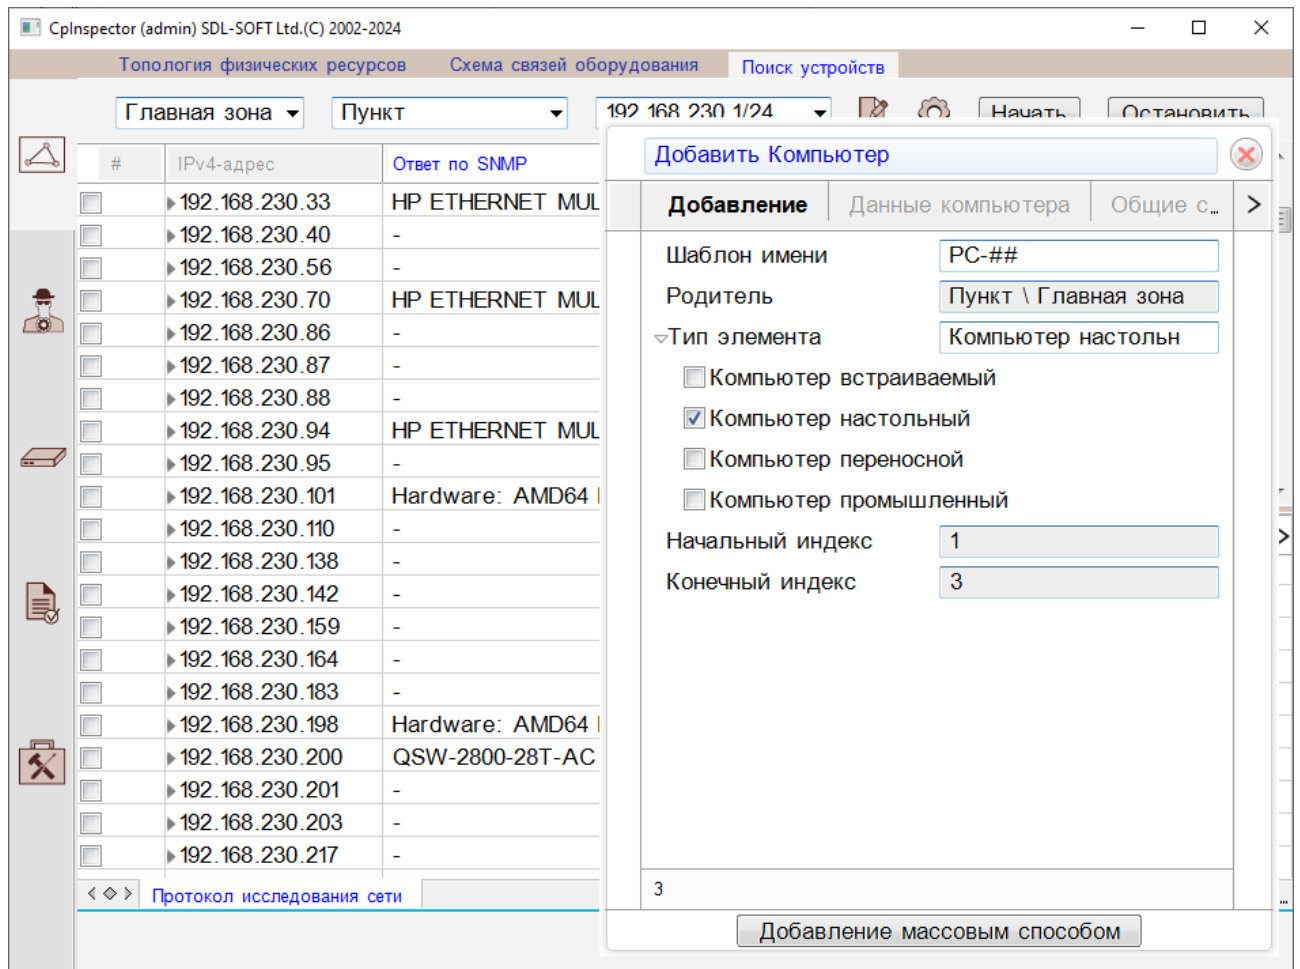 CpInspector (admin) SDL-SOFT Ltd.(C) 2002-2024
Топология физических ресурсов Схема связей оборудования Поиск устройств
Главная зона Пункт 192.168.230.1/24 Начать Остановить
# IPv4-адрес Ответ по SNMP
192.168.230.33 HP ETHERNET MUL
192.168.230.40 -
192.168.230.56 -
192.168.230.70 HP ETHERNET MUL
192.168.230.86 -
192.168.230.87 -
192.168.230.88 -
192.168.230.94 HP ETHERNET MUL
192.168.230.95 -
192.168.230.101 Hardware: AMD64
192.168.230.110 -
192.168.230.138 -
192.168.230.142 -
192.168.230.159 -
192.168.230.164 -
192.168.230.183 -
192.168.230.198 Hardware: AMD64
192.168.230.200 QSW-2800-28T-AC
192.168.230.201 -
192.168.230.203 -
192.168.230.217 -
Протокол исследования сети
Добавить Компьютер
Добавление Данные компьютера Общие с...
Шаблон имени PC-##
Родитель Пункт \ Главная зона
Тип элемента Компьютер настольн
Компьютер встраиваемый
Компьютер настольный
Компьютер переносной
Компьютер промышленный
Начальный индекс 1
Конечный индекс 3
3
Добавление массовым способом